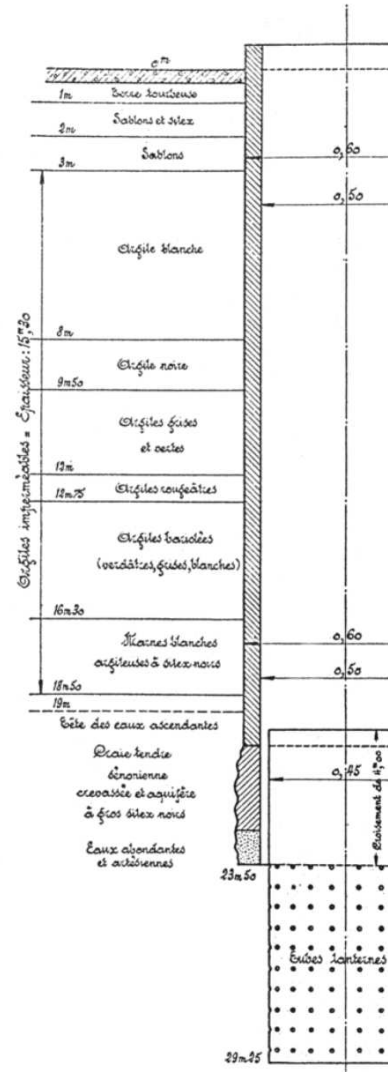 0m
1m
Terre tourbeuse
Sablons et silex
2m
Sablons
0,60
3m
0,50
Argile blanche
Argiles imperméables = Épaisseur : 15m30
8m
Argile noire
9m50
Argiles grises
et vertes
12m
Argiles rougeâtres
12m75
Argiles bariolées
(verdâtres, grises, blanches)
16m30
Marnes blanches
0,60
argileuses à silex noirs
0,50
18m50
19m
Tête des eaux ascendantes
Craie tendre
sénonienne
0,45
crevassée et aquifère
à gros silex noirs
Croisement de 4m00
Eaux abondantes
et artésiennes
23m50
Tubes lanternes
29m25